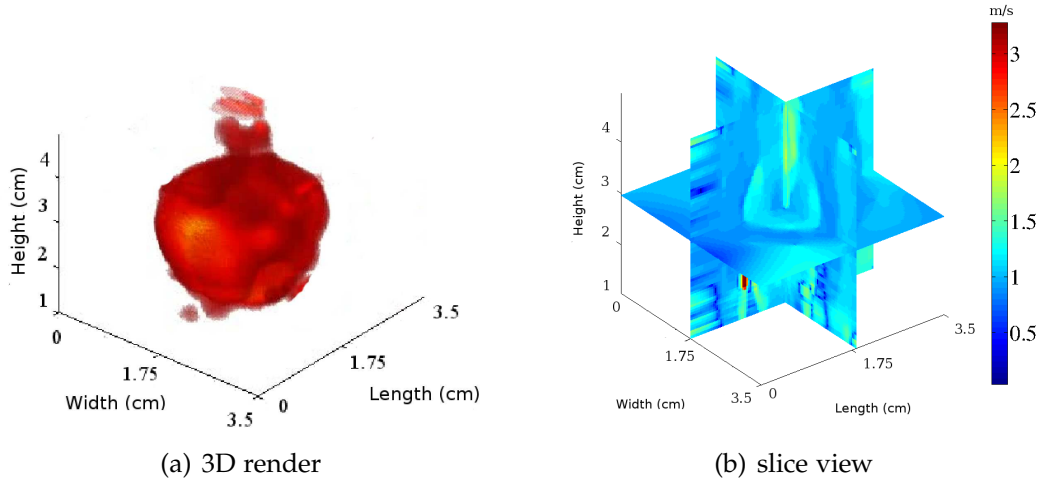 4
3
2
1
Height (cm)
0
1.75
3.5
Width (cm)
0
1.75
3.5
Length (cm)
(a) 3D render
4
3
2
1
Height (cm)
0
1.75
3.5
Width (cm)
0
1.75
3.5
Length (cm)
m/s
3
2.5
2
1.5
1
0.5
(b) slice view